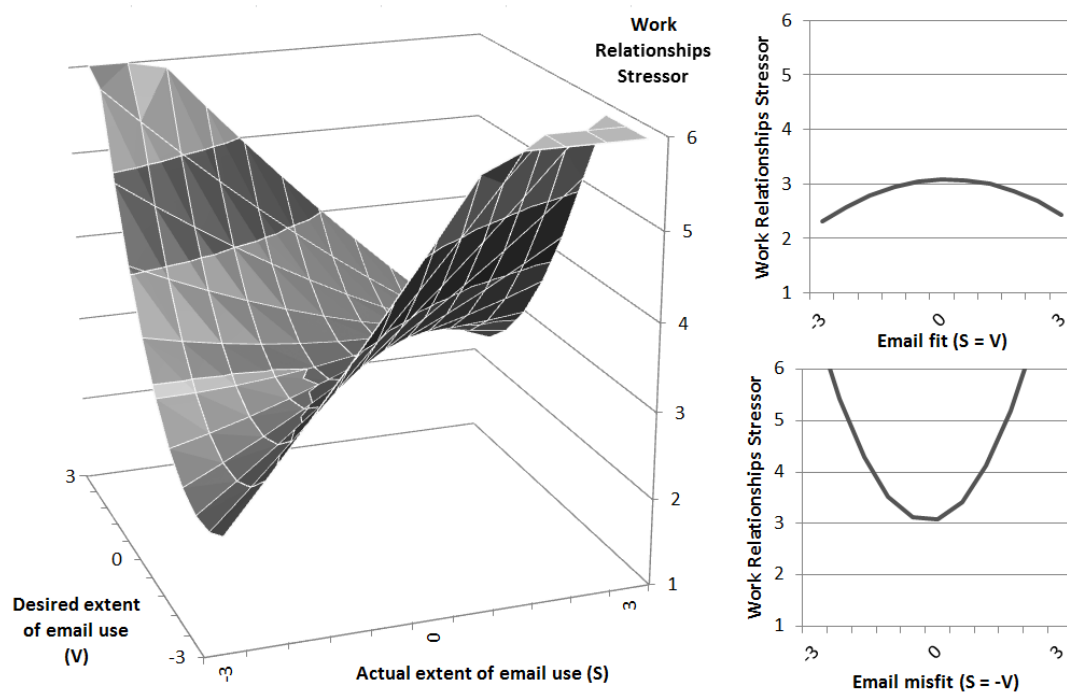 Work
Relationships
Stressor
6
5
4
3
2
1
3
0
-3
Desired extent
of email use
(V)
-3
0
3
Actual extent of email use (S)
Work Relationships Stressor
6
5
4
3
2
1
-3
0
3
Email fit (S = V)
Work Relationships Stressor
6
5
4
3
2
1
-3
0
3
Email misfit (S = -V)